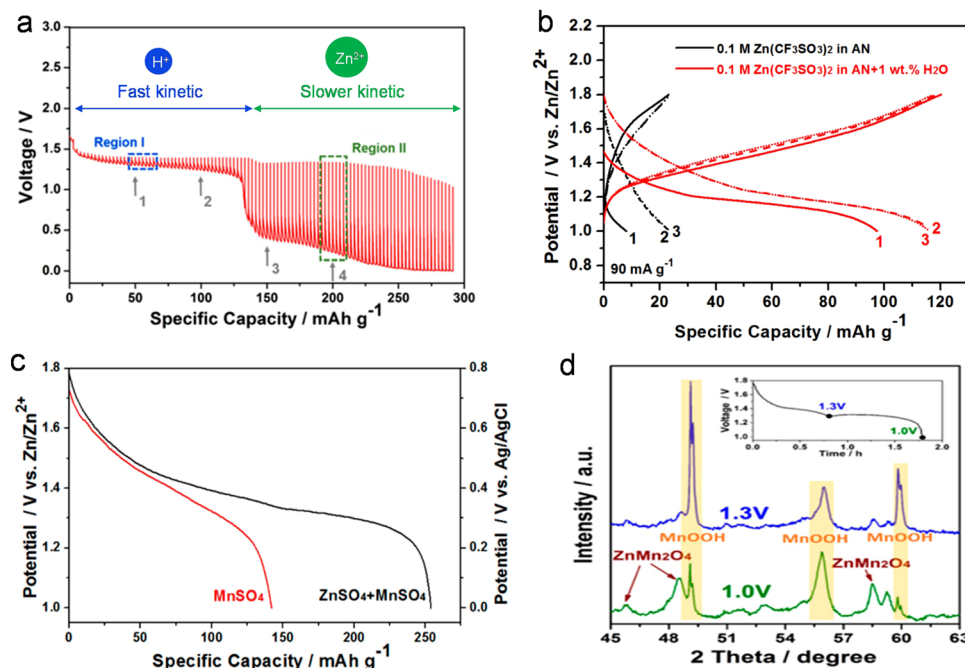 a
H⁺
Zn²⁺
Fast kinetic
Slower kinetic
Region I
Region II
1
2
3
4
Voltage / V
3.0
2.5
2.0
1.5
1.0
0.5
0.0
0 50 100 150 200 250 300
Specific Capacity / mAh g⁻¹
b
0.1 M Zn(CF3SO3)2 in AN
0.1 M Zn(CF3SO3)2 in AN+1 wt.% H2O
Potential / V vs. Zn/Zn²⁺
2.0
1.8
1.6
1.4
1.2
1.0
0.8
1
2
3
1
2
3
90 mA g⁻¹
0 20 40 60 80 100 120
Specific Capacity / mAh g⁻¹
c
Potential / V vs. Zn/Zn²⁺
1.8
1.6
1.4
1.2
1.0
Potential / V vs. Ag/AgCl
0.8
0.6
0.4
0.2
0.0
MnSO4
ZnSO4+MnSO4
0 50 100 150 200 250
Specific Capacity / mAh g⁻¹
d
Intensity / a.u.
Voltage / V
1.8
1.6
1.4
1.2
1.0
1.3V
1.0V
0.0 0.5 1.0 1.5 2.0
Time / h
1.3V
MnOOH
MnOOH
MnOOH
ZnMn2O4
ZnMn2O4
1.0V
45 48 51 54 57 60 63
2 Theta / degree